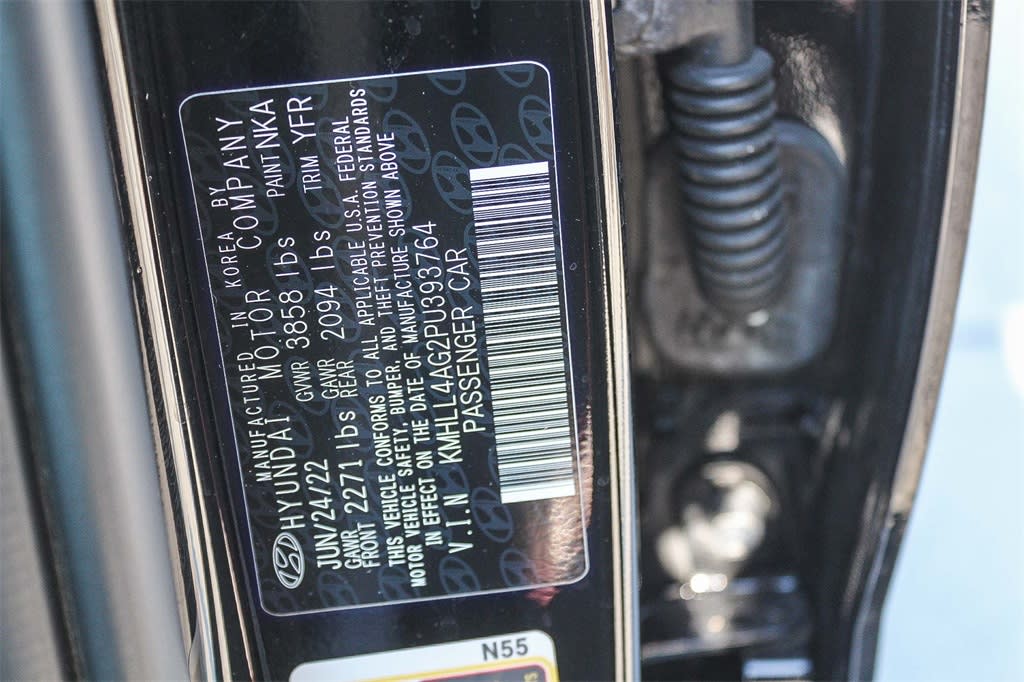 MANUFACTURED IN KOREA BY
HYUNDAI MOTOR COMPANY
JUN/24/22 GVWR 3858 lbs PAINT NKA
GAWR FRONT 2271 lbs GAWR REAR 2094 lbs TRIM YFR
THIS VEHICLE CONFORMS TO ALL APPLICABLE U.S.A. FEDERAL
MOTOR VEHICLE SAFETY, BUMPER, AND THEFT PREVENTION STANDARDS
IN EFFECT ON THE DATE OF MANUFACTURE SHOWN ABOVE
V.I.N KMHLL4AG2PU393764
PASSENGER CAR
N55